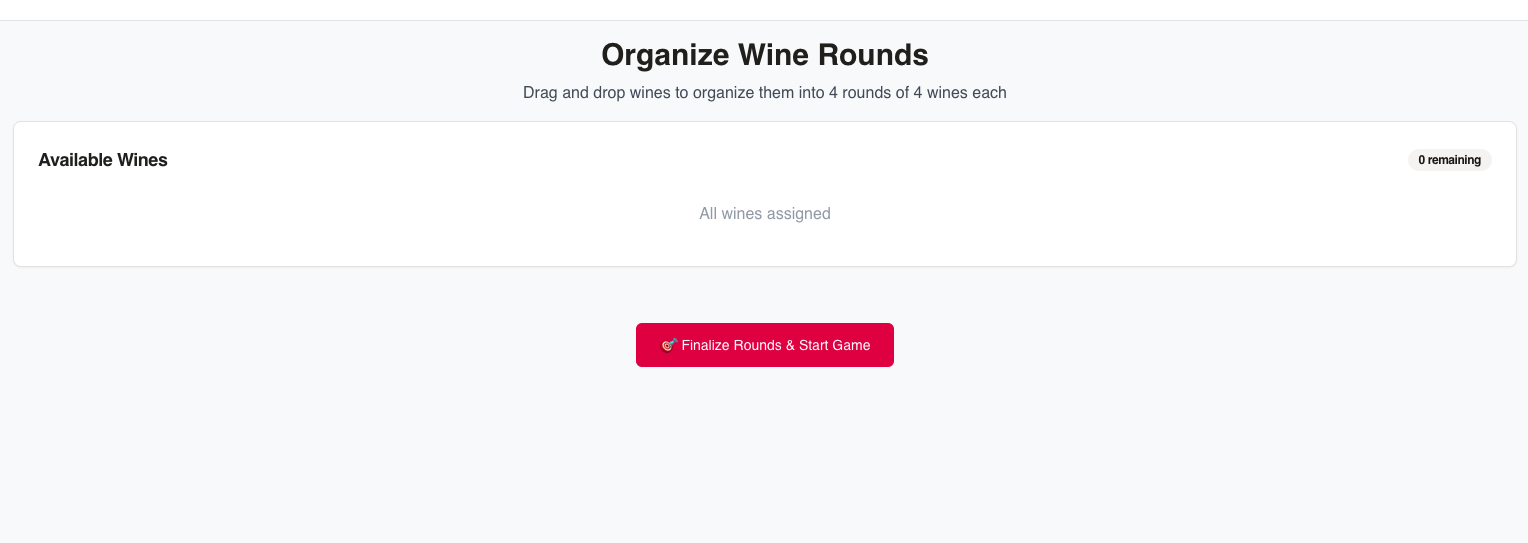 Organize Wine Rounds
Drag and drop wines to organize them into 4 rounds of 4 wines each
Available Wines
0 remaining
All wines assigned
🎯 Finalize Rounds & Start Game